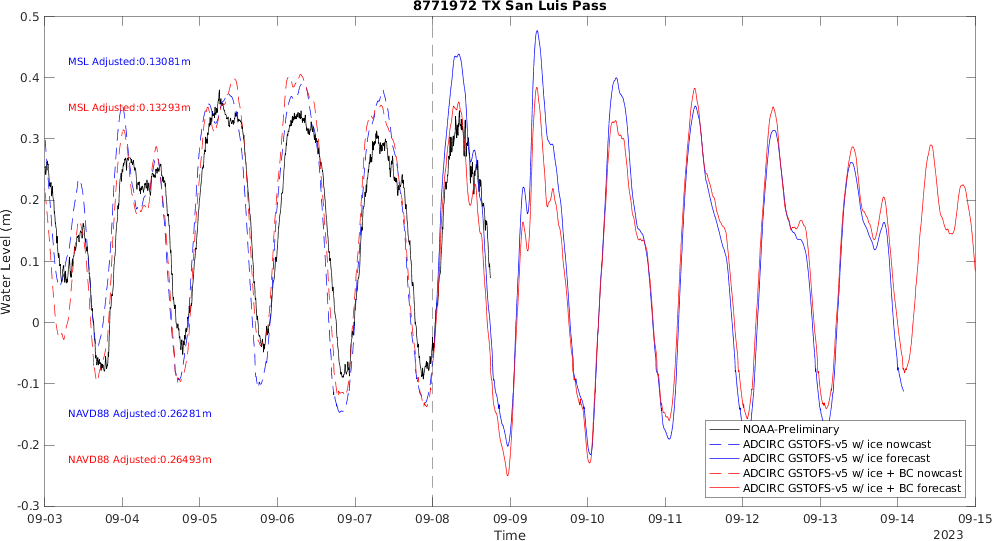 8771972 TX San Luis Pass
0.5
0.4
0.3
0.2
0.1
0
-0.1
-0.2
-0.3
Water Level (m)
MSL Adjusted:0.13081m
MSL Adjusted:0.13293m
NAVD88 Adjusted:0.26281m
NAVD88 Adjusted:0.26493m
NOAA-Preliminary
ADCIRC GSTOFS-v5 w/ ice nowcast
ADCIRC GSTOFS-v5 w/ ice forecast
ADCIRC GSTOFS-v5 w/ ice + BC nowcast
ADCIRC GSTOFS-v5 w/ ice + BC forecast
09-03 09-04 09-05 09-06 09-07 09-08 09-09 09-10 09-11 09-12 09-13 09-14 09-15
Time
2023